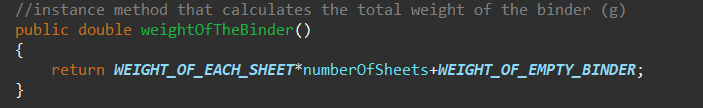 //instance method that calculates the total weight of the binder (g)
public double weightOfTheBinder()
{
return WEIGHT_OF_EACH_SHEET*numberOfSheets+WEIGHT_OF_EMPTY_BINDER;
}